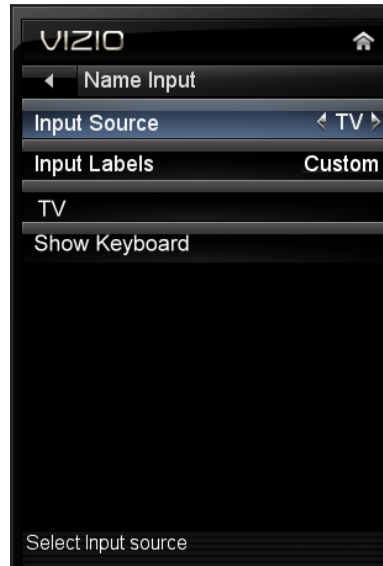 VIZIO
Name Input
Input Source TV
Input Labels Custom
TV
Show Keyboard
Select Input source